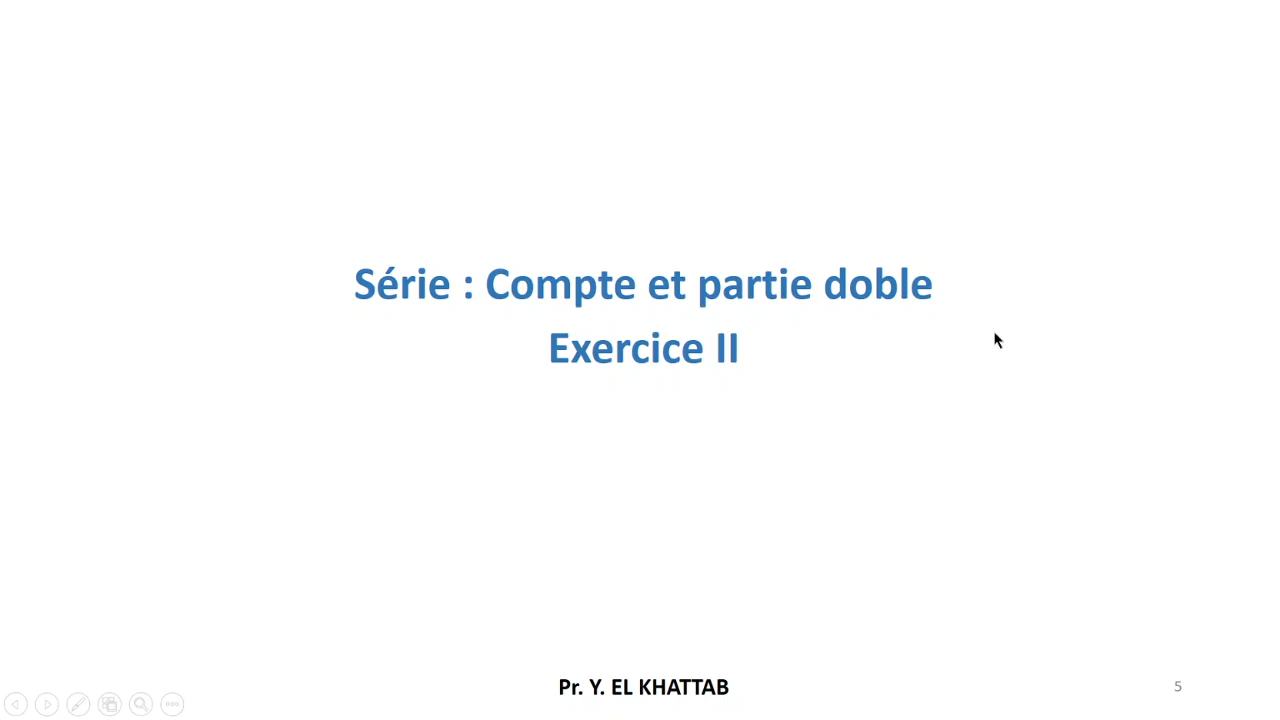 Série : Compte et partie doble
Exercice II
Pr. Y. EL KHATTAB
5